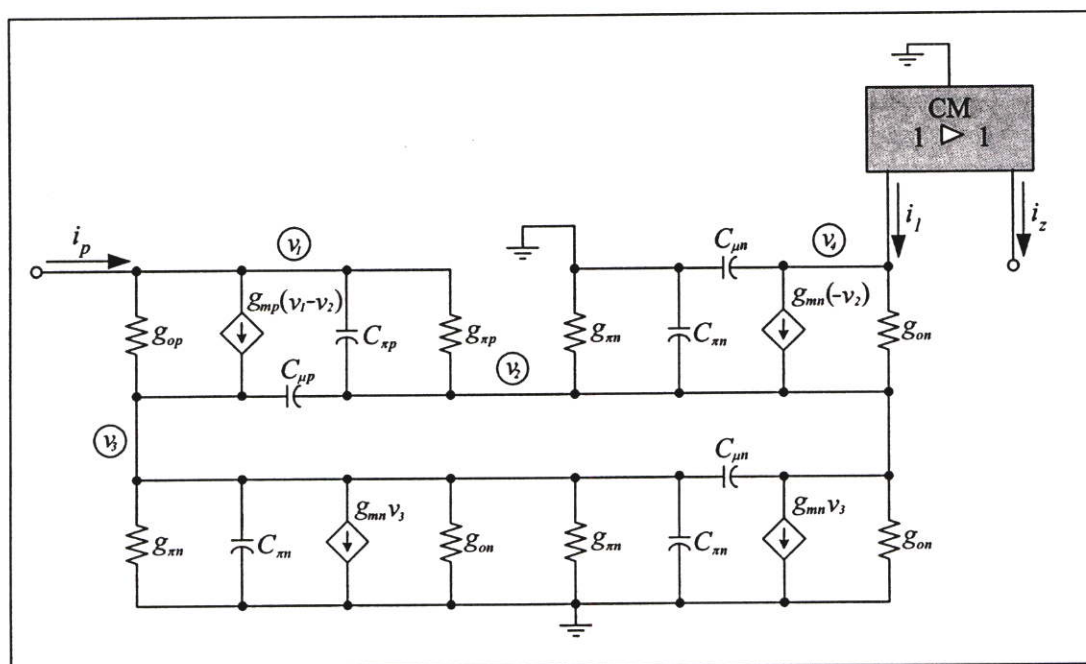 CM
1 ▷ 1
i_l
i_z
i_p
v_1
g_mp(v_1-v_2)
g_op
C_πp
g_πp
C_μp
v_2
C_μn
v_4
g_πn
C_πn
g_mn(-v_2)
g_on
v_3
C_μn
g_πn
C_πn
g_mn v_3
g_on
g_πn
C_πn
g_mn v_3
g_on